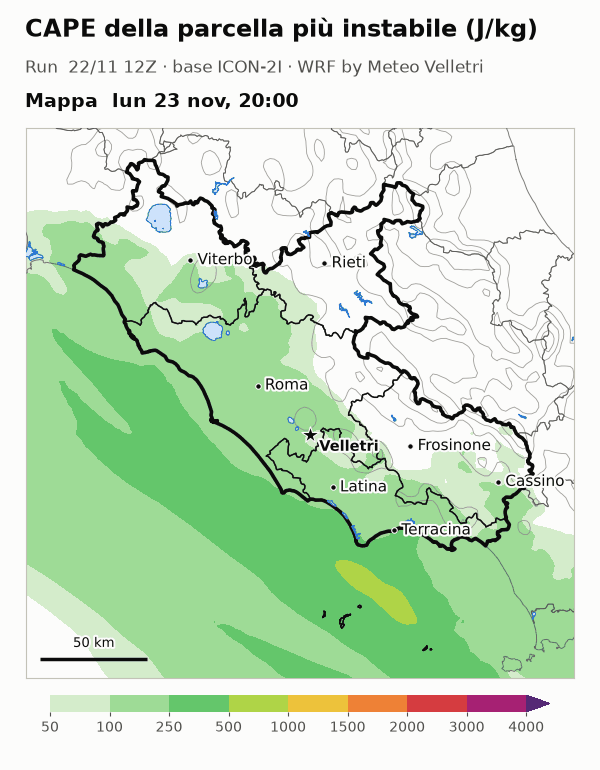 CAPE della parcella più instabile (J/kg)
Run 22/11 12Z · base ICON-2I · WRF by Meteo Velletri
Mappa lun 23 nov, 20:00
Viterbo
Rieti
Roma
Velletri
Frosinone
Latina
Cassino
Terracina
50 km
50 100 250 500 1000 1500 2000 3000 4000